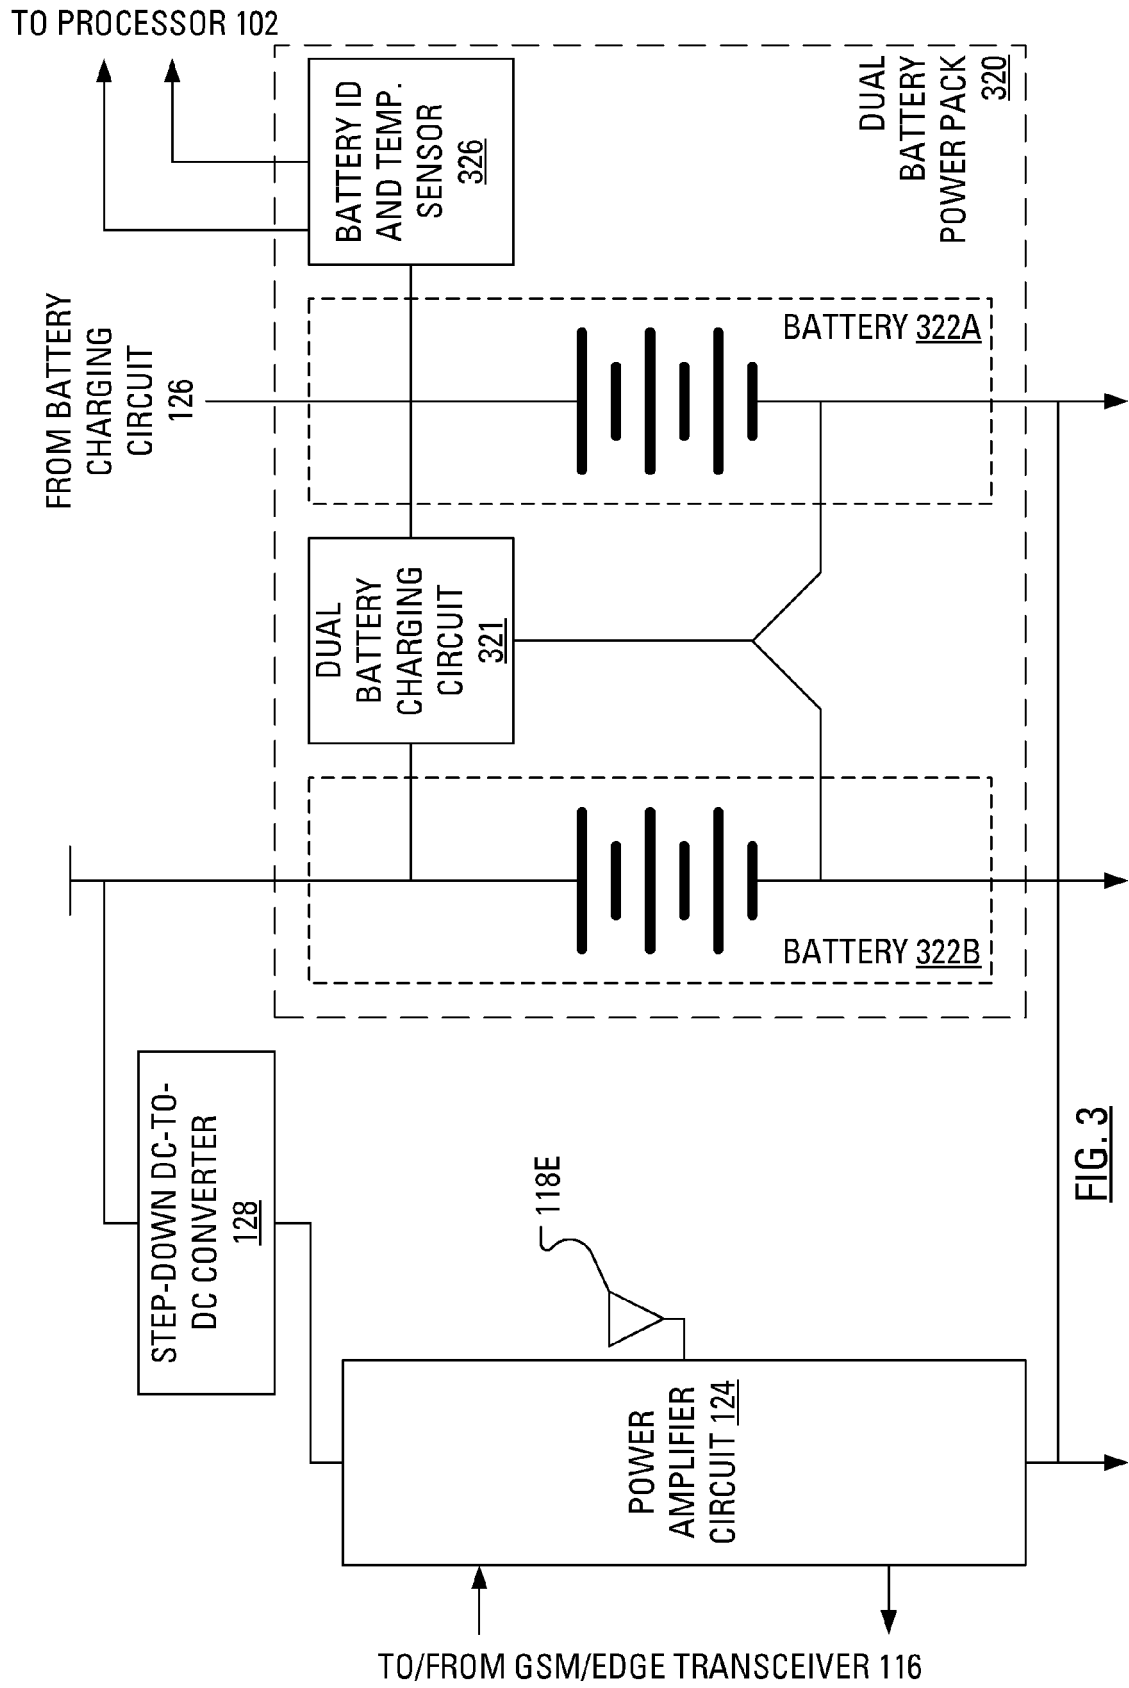 TO PROCESSOR 102
BATTERY ID
AND TEMP.
SENSOR
326
DUAL
BATTERY
POWER PACK
320
FROM BATTERY
CHARGING
CIRCUIT
126
BATTERY 322A
DUAL
BATTERY
CHARGING
CIRCUIT
321
BATTERY 322B
STEP-DOWN DC-TO-
DC CONVERTER
128
118E
POWER
AMPLIFIER
CIRCUIT 124
TO/FROM GSM/EDGE TRANSCEIVER 116
FIG. 3